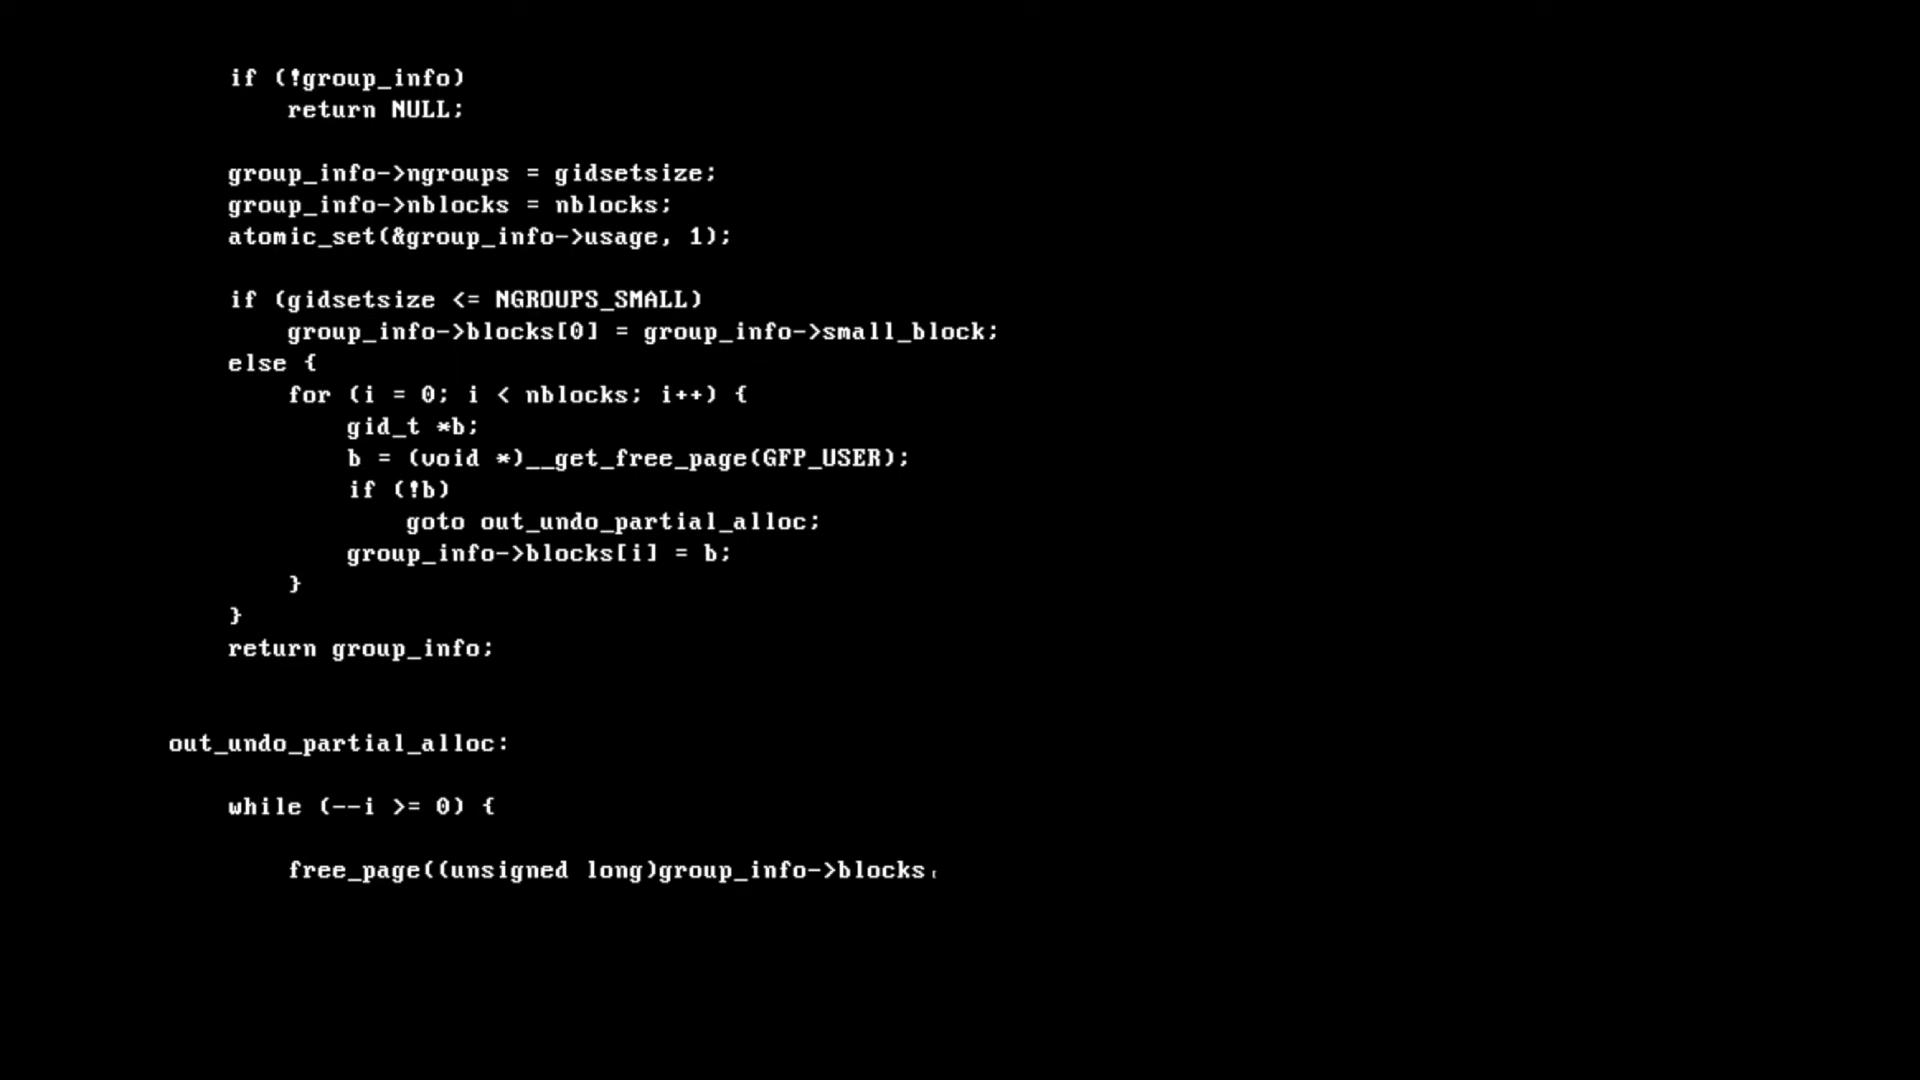 if (!group_info)
return NULL;
group_info->ngroups = gidsetsize;
group_info->nblocks = nblocks;
atomic_set(&group_info->usage, 1);
if (gidsetsize <= NGROUPS_SMALL)
group_info->blocks[0] = group_info->small_block;
else {
for (i = 0; i < nblocks; i++) {
gid_t *b;
b = (void *)__get_free_page(GFP_USER);
if (!b)
goto out_undo_partial_alloc;
group_info->blocks[i] = b;
}
}
return group_info;
out_undo_partial_alloc:
while (--i >= 0) {
free_page((unsigned long)group_info->blocks